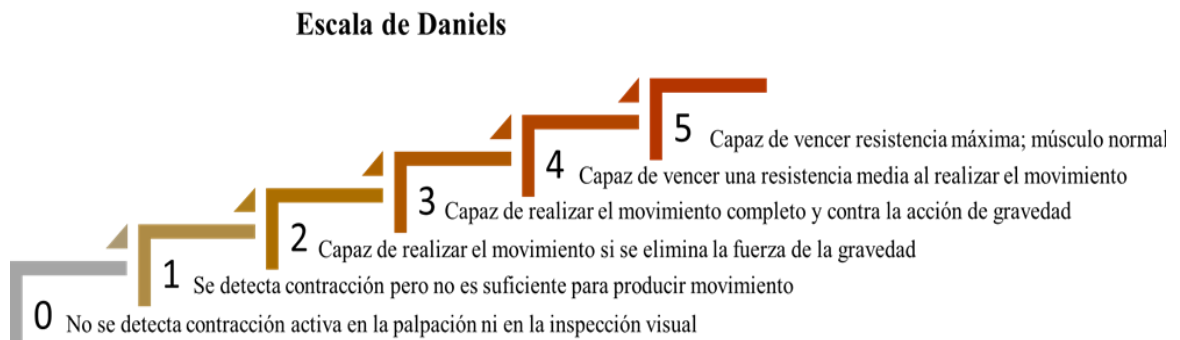 Escala de Daniels
5 Capaz de vencer resistencia máxima; músculo normal
4 Capaz de vencer una resistencia media al realizar el movimiento
3 Capaz de realizar el movimiento completo y contra la acción de gravedad
2 Capaz de realizar el movimiento si se elimina la fuerza de la gravedad
1 Se detecta contracción pero no es suficiente para producir movimiento
0 No se detecta contracción activa en la palpación ni en la inspección visual